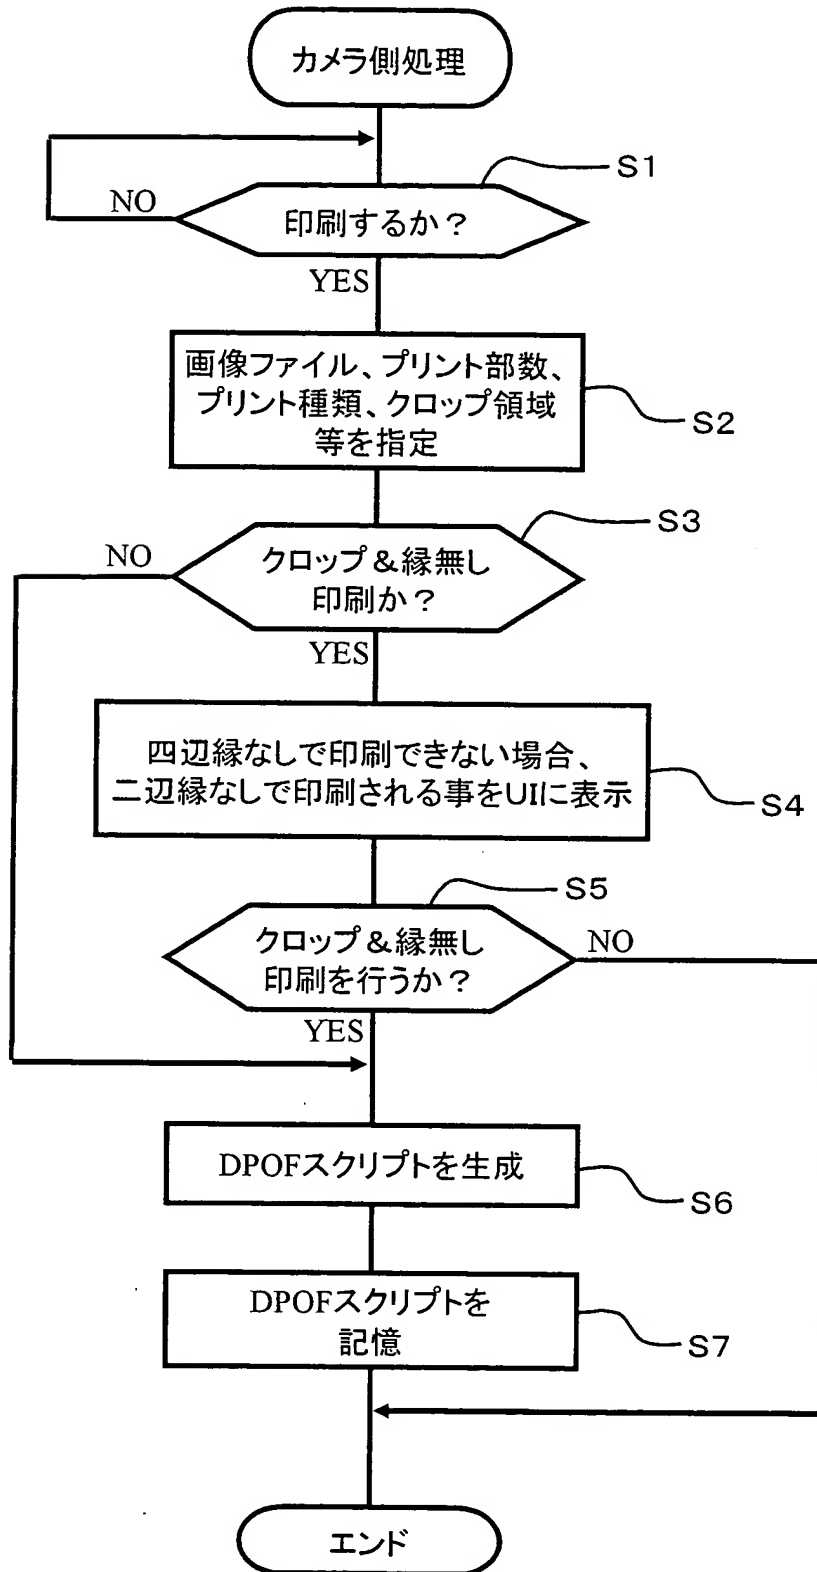 カメラ側処理
S1
NO
印刷するか？
YES
画像ファイル、プリント部数、
プリント種類、クロップ領域
等を指定
S2
S3
NO
クロップ＆縁無し
印刷か？
YES
四辺縁なしで印刷できない場合、
二辺縁なしで印刷される事をUIに表示
S4
S5
クロップ＆縁無し
印刷を行うか？
NO
YES
DPOFスクリプトを生成
S6
DPOFスクリプトを
記憶
S7
エンド